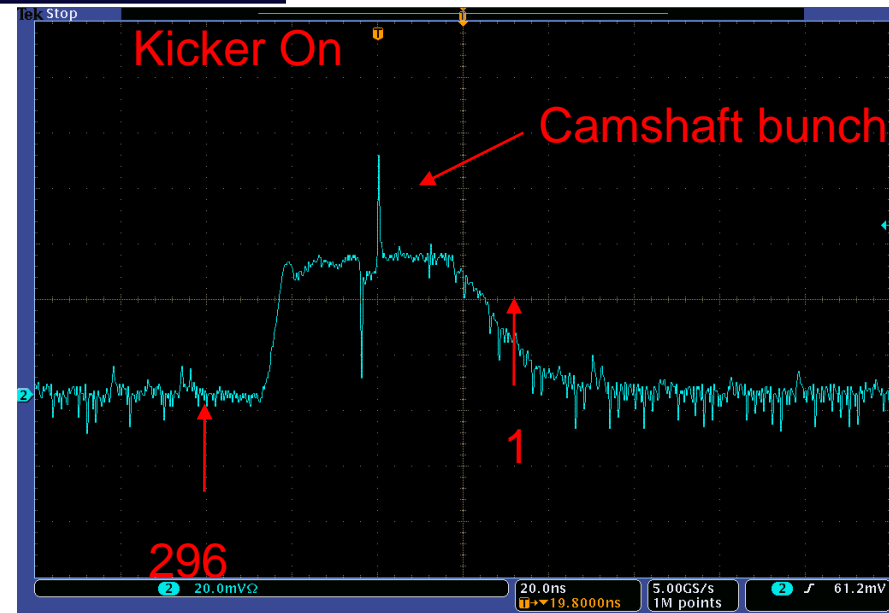 Tek Stop
T
Kicker On
Camshaft bunch
2
1
296
2 20.0mVΩ
20.0ns
T→▼19.8000ns
5.00GS/s
1M points
2 ∫ 61.2mV